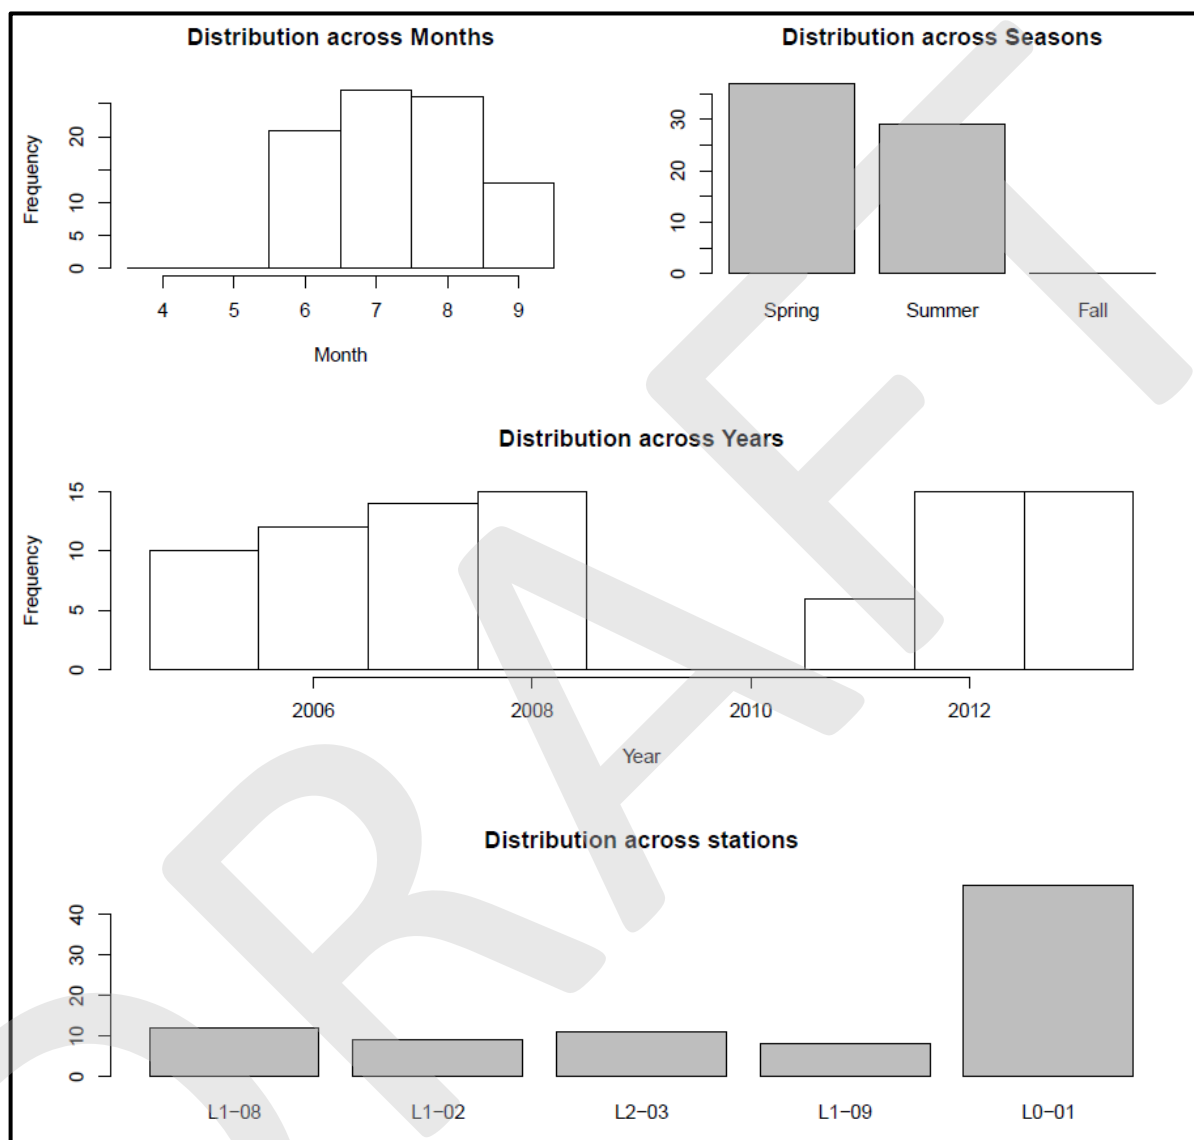 Distribution across Months
Frequency
0 5 10 20
4 5 6 7 8 9
Month
Distribution across Seasons
0 10 20 30
Spring Summer Fall
Distribution across Years
Frequency
0 5 10 15
2006 2008 2010 2012
Year
Distribution across stations
0 10 20 30 40
L1-08 L1-02 L2-03 L1-09 L0-01
DRAFT